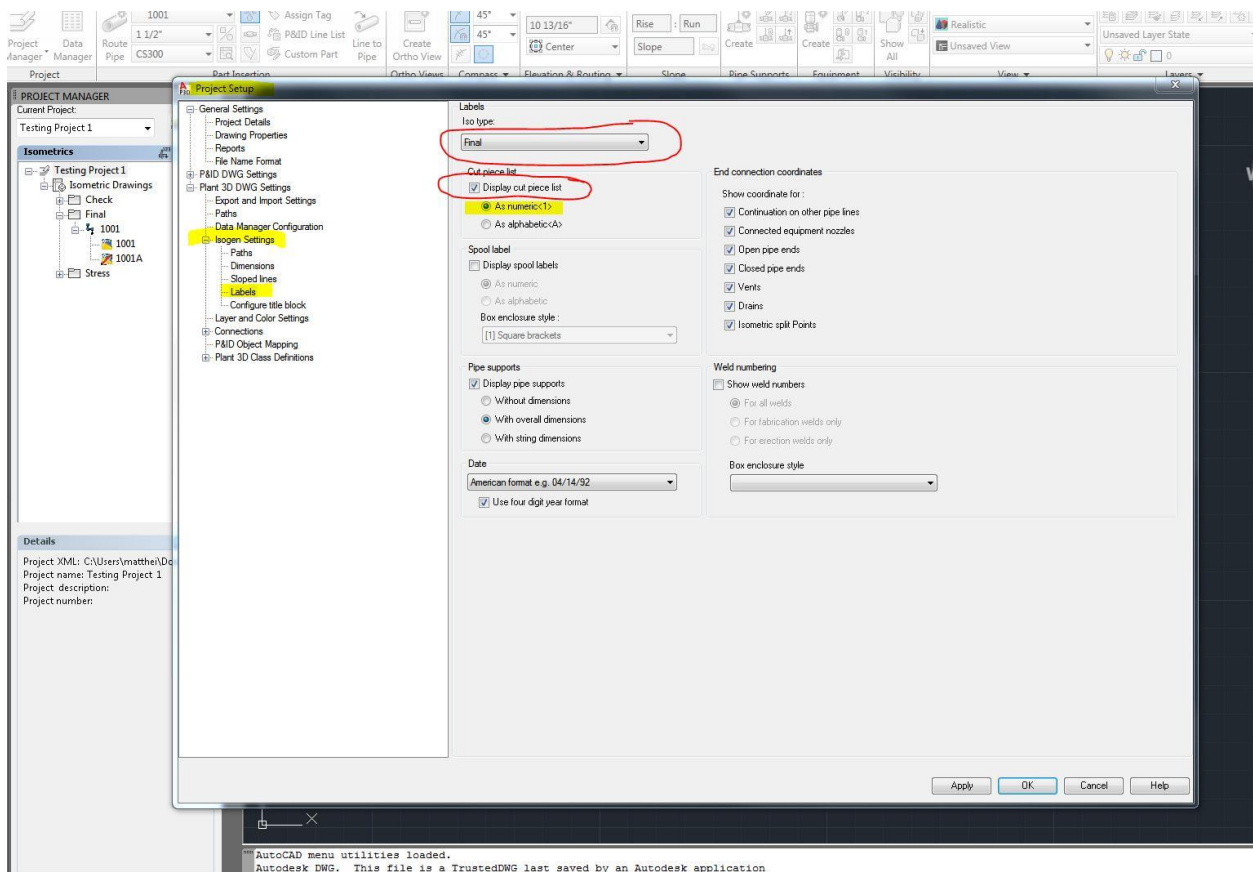 1001
Assign Tag
45°
10 13/16"
Rise : Run
Realistic
Unsaved Layer State
1 1/2"
P&ID Line List
45°
Project Manager
Data Manager
Route Pipe
CS300
Custom Part
Line to Pipe
Create Ortho View
Center
Slope
Create
Create
Show All
Unsaved View
0
Project
Part Insertion
Ortho Views
Compass
Elevation & Routing
Slope
Pipe Supports
Equipment
Visibility
View
Layers
PROJECT MANAGER
Current Project:
Testing Project 1
Isometrics
Testing Project 1
Isometric Drawings
Check
Final
1001
1001
1001A
Stress
Details
Project XML: C:\Users\matthei\Do
Project name: Testing Project 1
Project description:
Project number:
Project Setup
General Settings
Project Details
Drawing Properties
Reports
File Name Format
P&ID DWG Settings
Plant 3D DWG Settings
Export and Import Settings
Paths
Data Manager Configuration
Isogen Settings
Paths
Dimensions
Sloped lines
Labels
Configure title block
Layer and Color Settings
Connections
P&ID Object Mapping
Plant 3D Class Definitions
Labels
Iso type:
Final
Cut piece list
Display cut piece list
As numeric<1>
As alphabetic<A>
Spool label
Display spool labels
As numeric
As alphabetic
Box enclosure style :
[1] Square brackets
Pipe supports
Display pipe supports
Without dimensions
With overall dimensions
With string dimensions
Date
American format e.g. 04/14/92
Use four digit year format
End connection coordinates
Show coordinate for :
Continuation on other pipe lines
Connected equipment nozzles
Open pipe ends
Closed pipe ends
Vents
Drains
Isometric split Points
Weld numbering
Show weld numbers
For all welds
For fabrication welds only
For erection welds only
Box enclosure style
Apply
OK
Cancel
Help
AutoCAD menu utilities loaded.
Autodesk DWG.  This file is a TrustedDWG last saved by an Autodesk application